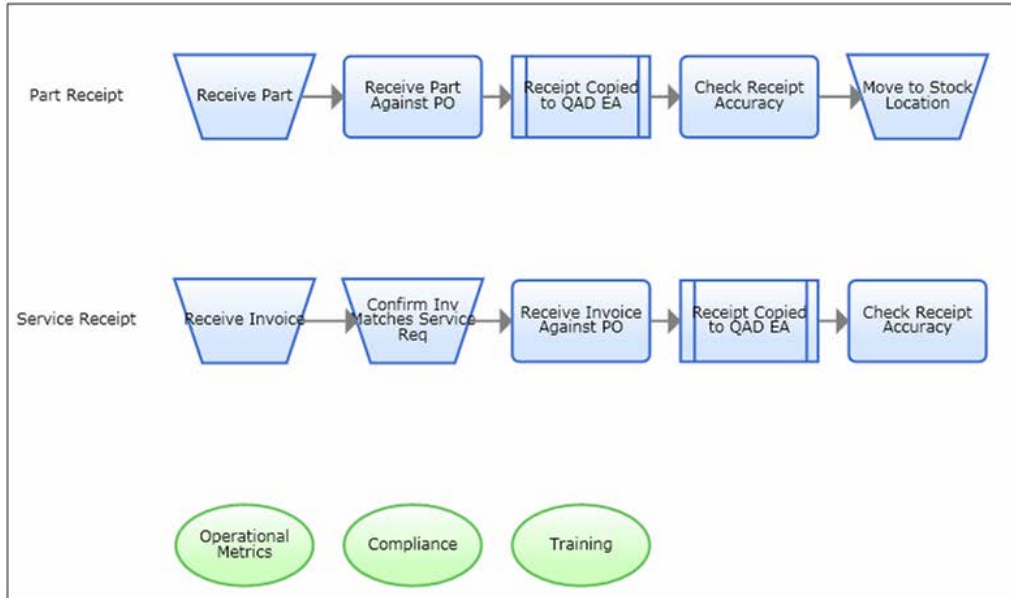 Part Receipt
Receive Part
Receive Part
Against PO
Receipt Copied
to QAD EA
Check Receipt
Accuracy
Move to Stock
Location
Service Receipt
Receive Invoice
Confirm Inv
Matches Service
Req
Receive Invoice
Against PO
Receipt Copied
to QAD EA
Check Receipt
Accuracy
Operational
Metrics
Compliance
Training